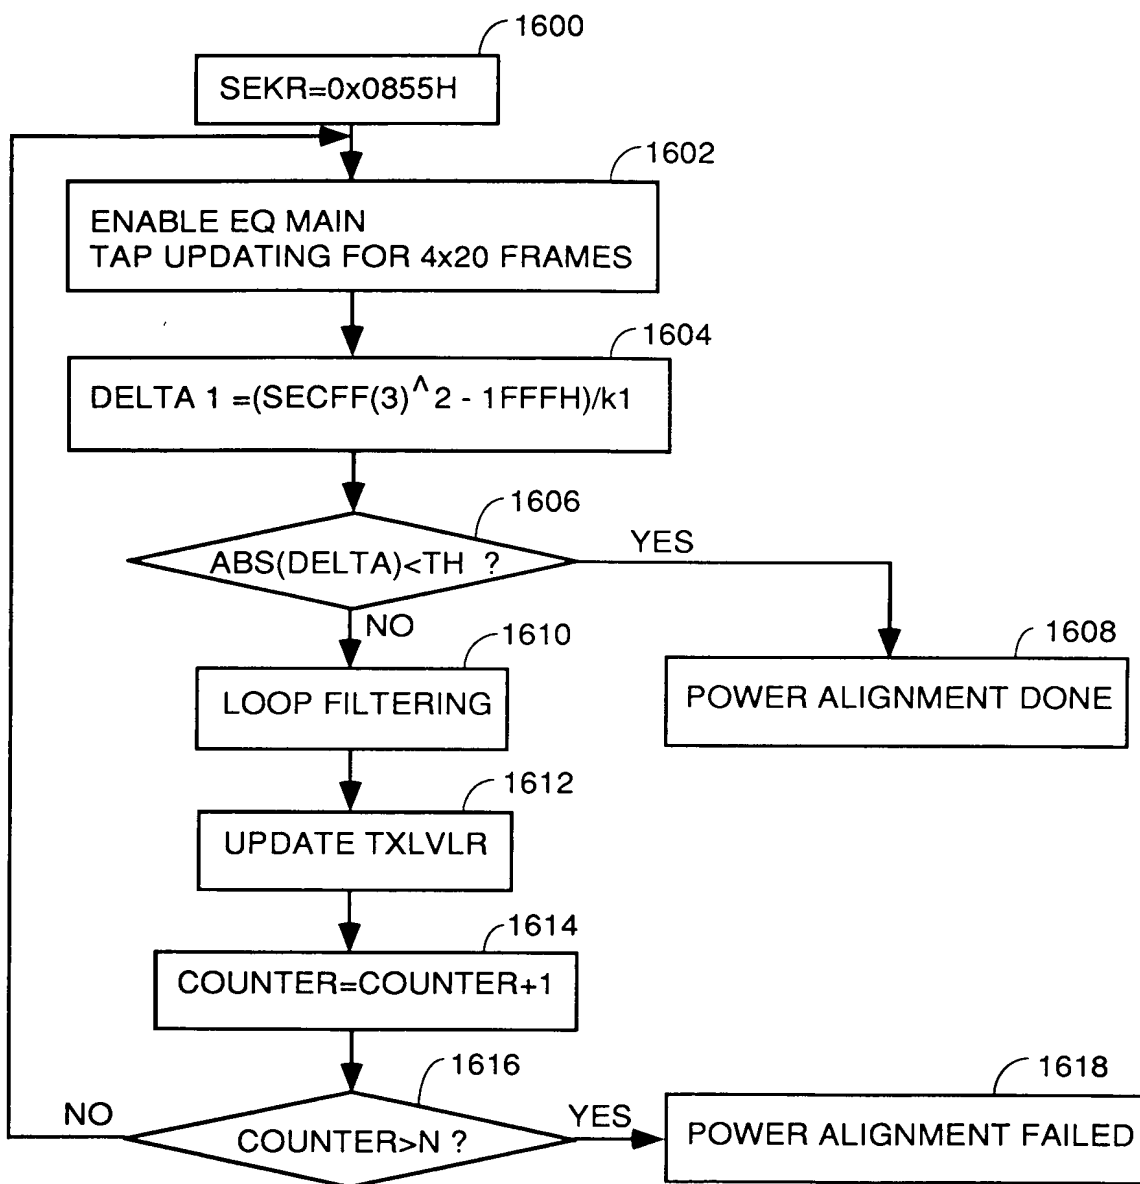 1600
SEKR=0x0855H
1602
ENABLE EQ MAIN
TAP UPDATING FOR 4x20 FRAMES
1604
DELTA 1 =(SECFF(3)^2 - 1FFFH)/k1
1606
ABS(DELTA)<TH ?
YES
NO
1608
POWER ALIGNMENT DONE
1610
LOOP FILTERING
1612
UPDATE TXLVLR
1614
COUNTER=COUNTER+1
1616
NO
COUNTER>N ?
YES
1618
POWER ALIGNMENT FAILED